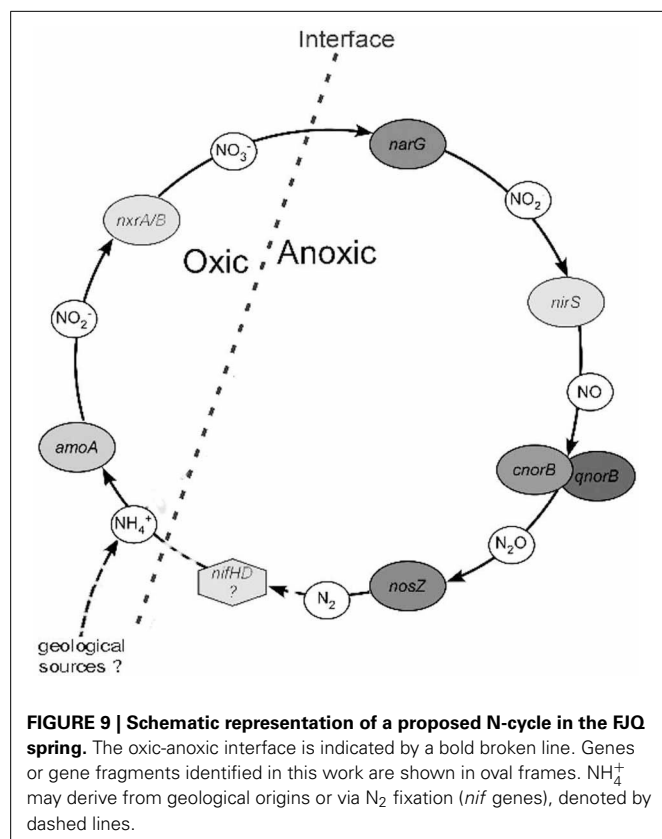 Interface
NO₃⁻
narG
NO₂⁻
nxrA/B
Oxic
Anoxic
nirS
NO₂⁻
NO
amoA
cnorB
qnorB
NH₄⁺
N₂O
nifHD
?
N₂
nosZ
geological
sources ?
FIGURE 9 | Schematic representation of a proposed N-cycle in the FJQ
spring. The oxic-anoxic interface is indicated by a bold broken line. Genes
or gene fragments identified in this work are shown in oval frames. NH₄⁺
may derive from geological origins or via N₂ fixation (nif genes), denoted by
dashed lines.